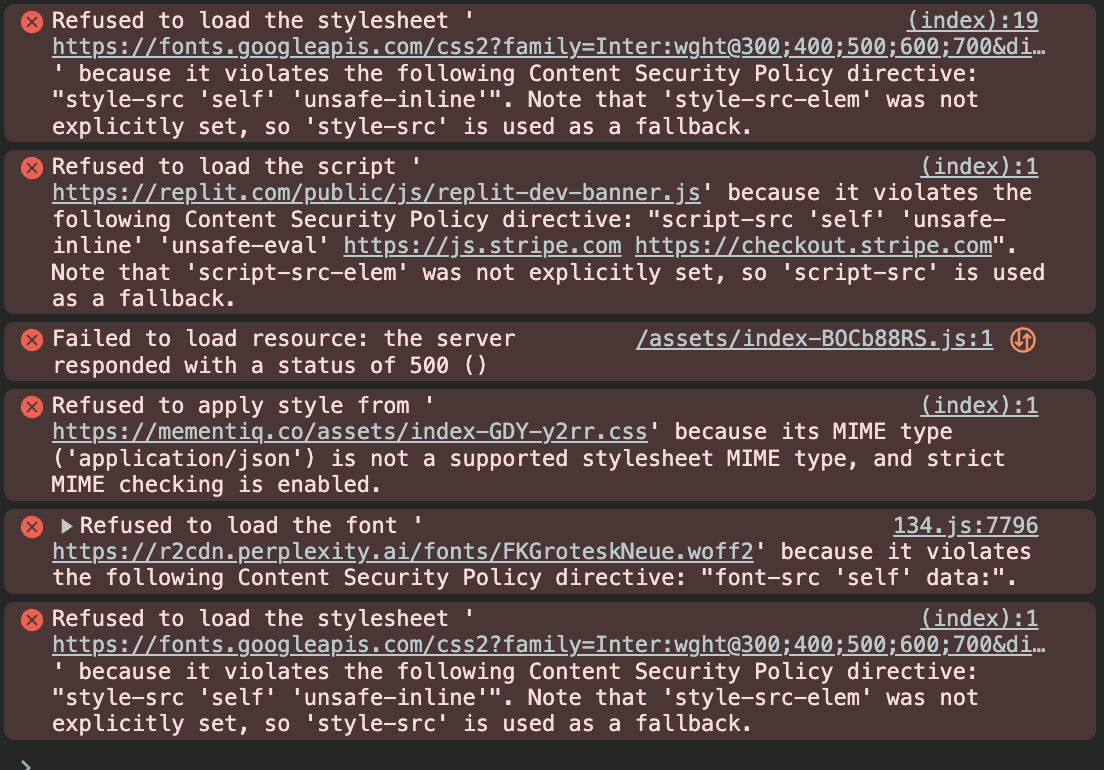 Refused to load the stylesheet ' (index):19
https://fonts.googleapis.com/css2?family=Inter:wght@300;400;500;600;700&di…
' because it violates the following Content Security Policy directive:
"style-src 'self' 'unsafe-inline'". Note that 'style-src-elem' was not
explicitly set, so 'style-src' is used as a fallback.
Refused to load the script ' (index):1
https://replit.com/public/js/replit-dev-banner.js' because it violates the
following Content Security Policy directive: "script-src 'self' 'unsafe-
inline' 'unsafe-eval' https://js.stripe.com https://checkout.stripe.com".
Note that 'script-src-elem' was not explicitly set, so 'script-src' is used
as a fallback.
Failed to load resource: the server /assets/index-BOCb88RS.js:1
responded with a status of 500 ()
Refused to apply style from ' (index):1
https://mementiq.co/assets/index-GDY-y2rr.css' because its MIME type
('application/json') is not a supported stylesheet MIME type, and strict
MIME checking is enabled.
Refused to load the font ' 134.js:7796
https://r2cdn.perplexity.ai/fonts/FKGroteskNeue.woff2' because it violates
the following Content Security Policy directive: "font-src 'self' data:".
Refused to load the stylesheet ' (index):1
https://fonts.googleapis.com/css2?family=Inter:wght@300;400;500;600;700&di…
' because it violates the following Content Security Policy directive:
"style-src 'self' 'unsafe-inline'". Note that 'style-src-elem' was not
explicitly set, so 'style-src' is used as a fallback.